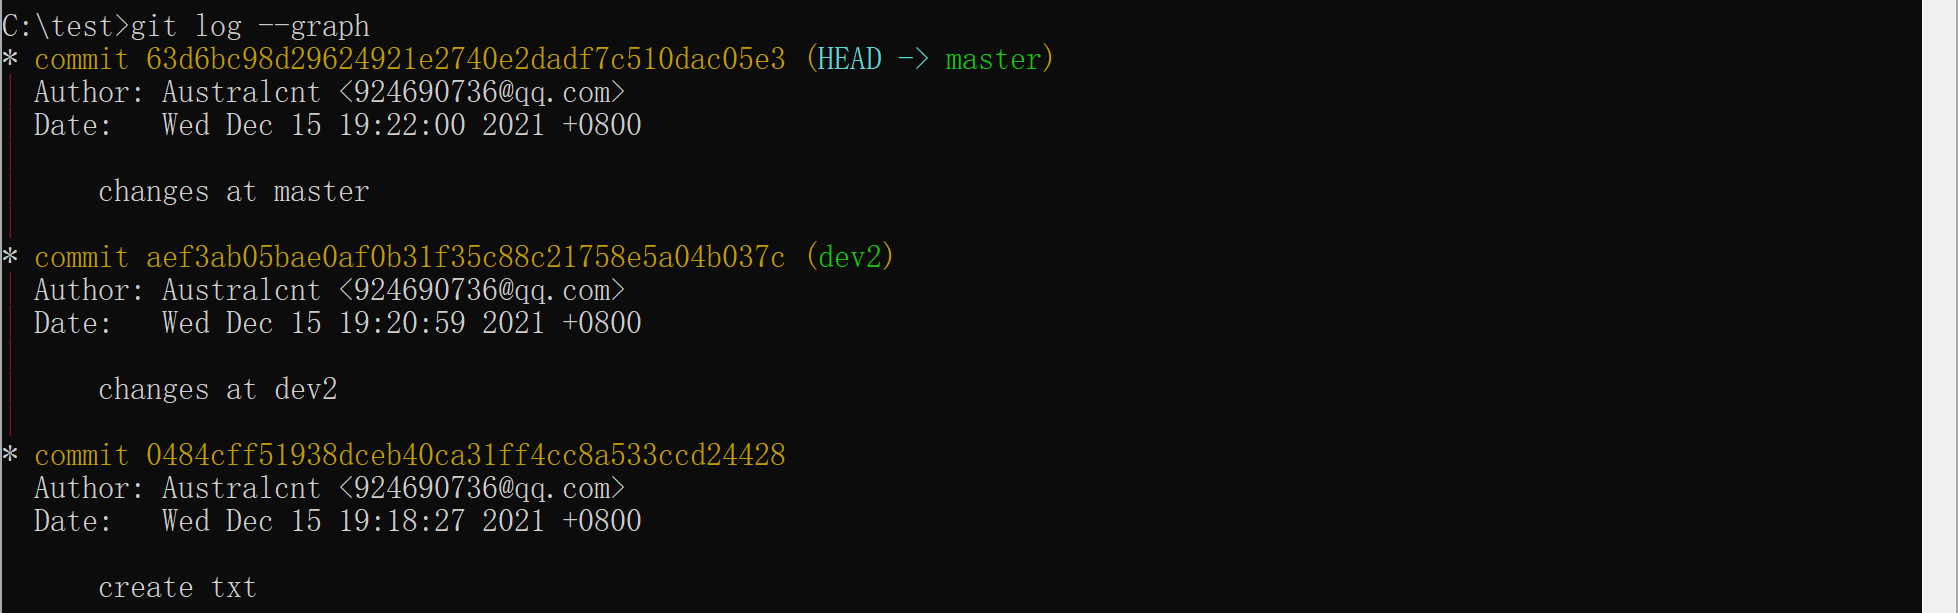 C:\test>git log --graph
* commit 63d6bc98d29624921e2740e2dadf7c510dac05e3 (HEAD -> master)
| Author: Australcnt <924690736@qq.com>
| Date:   Wed Dec 15 19:22:00 2021 +0800
|
|     changes at master
|
* commit aef3ab05bae0af0b31f35c88c21758e5a04b037c (dev2)
| Author: Australcnt <924690736@qq.com>
| Date:   Wed Dec 15 19:20:59 2021 +0800
|
|     changes at dev2
|
* commit 0484cff51938dceb40ca31ff4cc8a533ccd24428
  Author: Australcnt <924690736@qq.com>
  Date:   Wed Dec 15 19:18:27 2021 +0800

      create txt